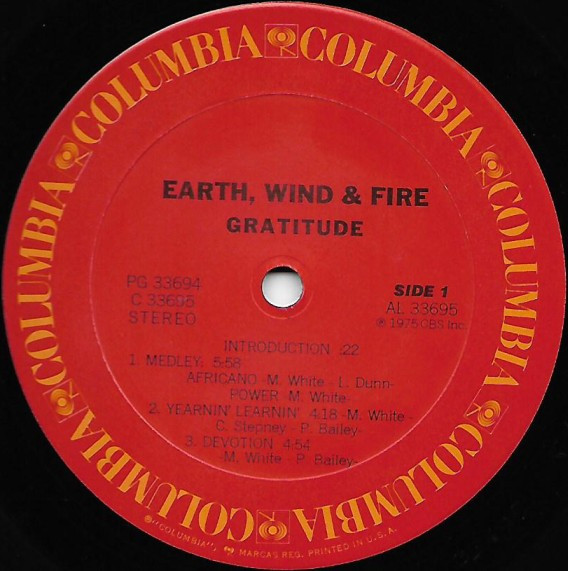 COLUMBIA COLUMBIA COLUMBIA COLUMBIA COLUMBIA COLUMBIA COLUMBIA COLUMBIA
EARTH, WIND & FIRE
GRATITUDE
PG 33694
C 33695
STEREO
SIDE 1
AL 33695
℗ 1975 CBS Inc.
INTRODUCTION :22
1. MEDLEY: 5:58
AFRICANO -M. White - L. Dunn-
POWER -M. White-
2. YEARNIN' LEARNIN' 4:18 -M. White -
C. Stepney - P. Bailey-
3. DEVOTION 4:54
-M. White - P. Bailey-
®"COLUMBIA", MARCAS REG. PRINTED IN U.S.A.